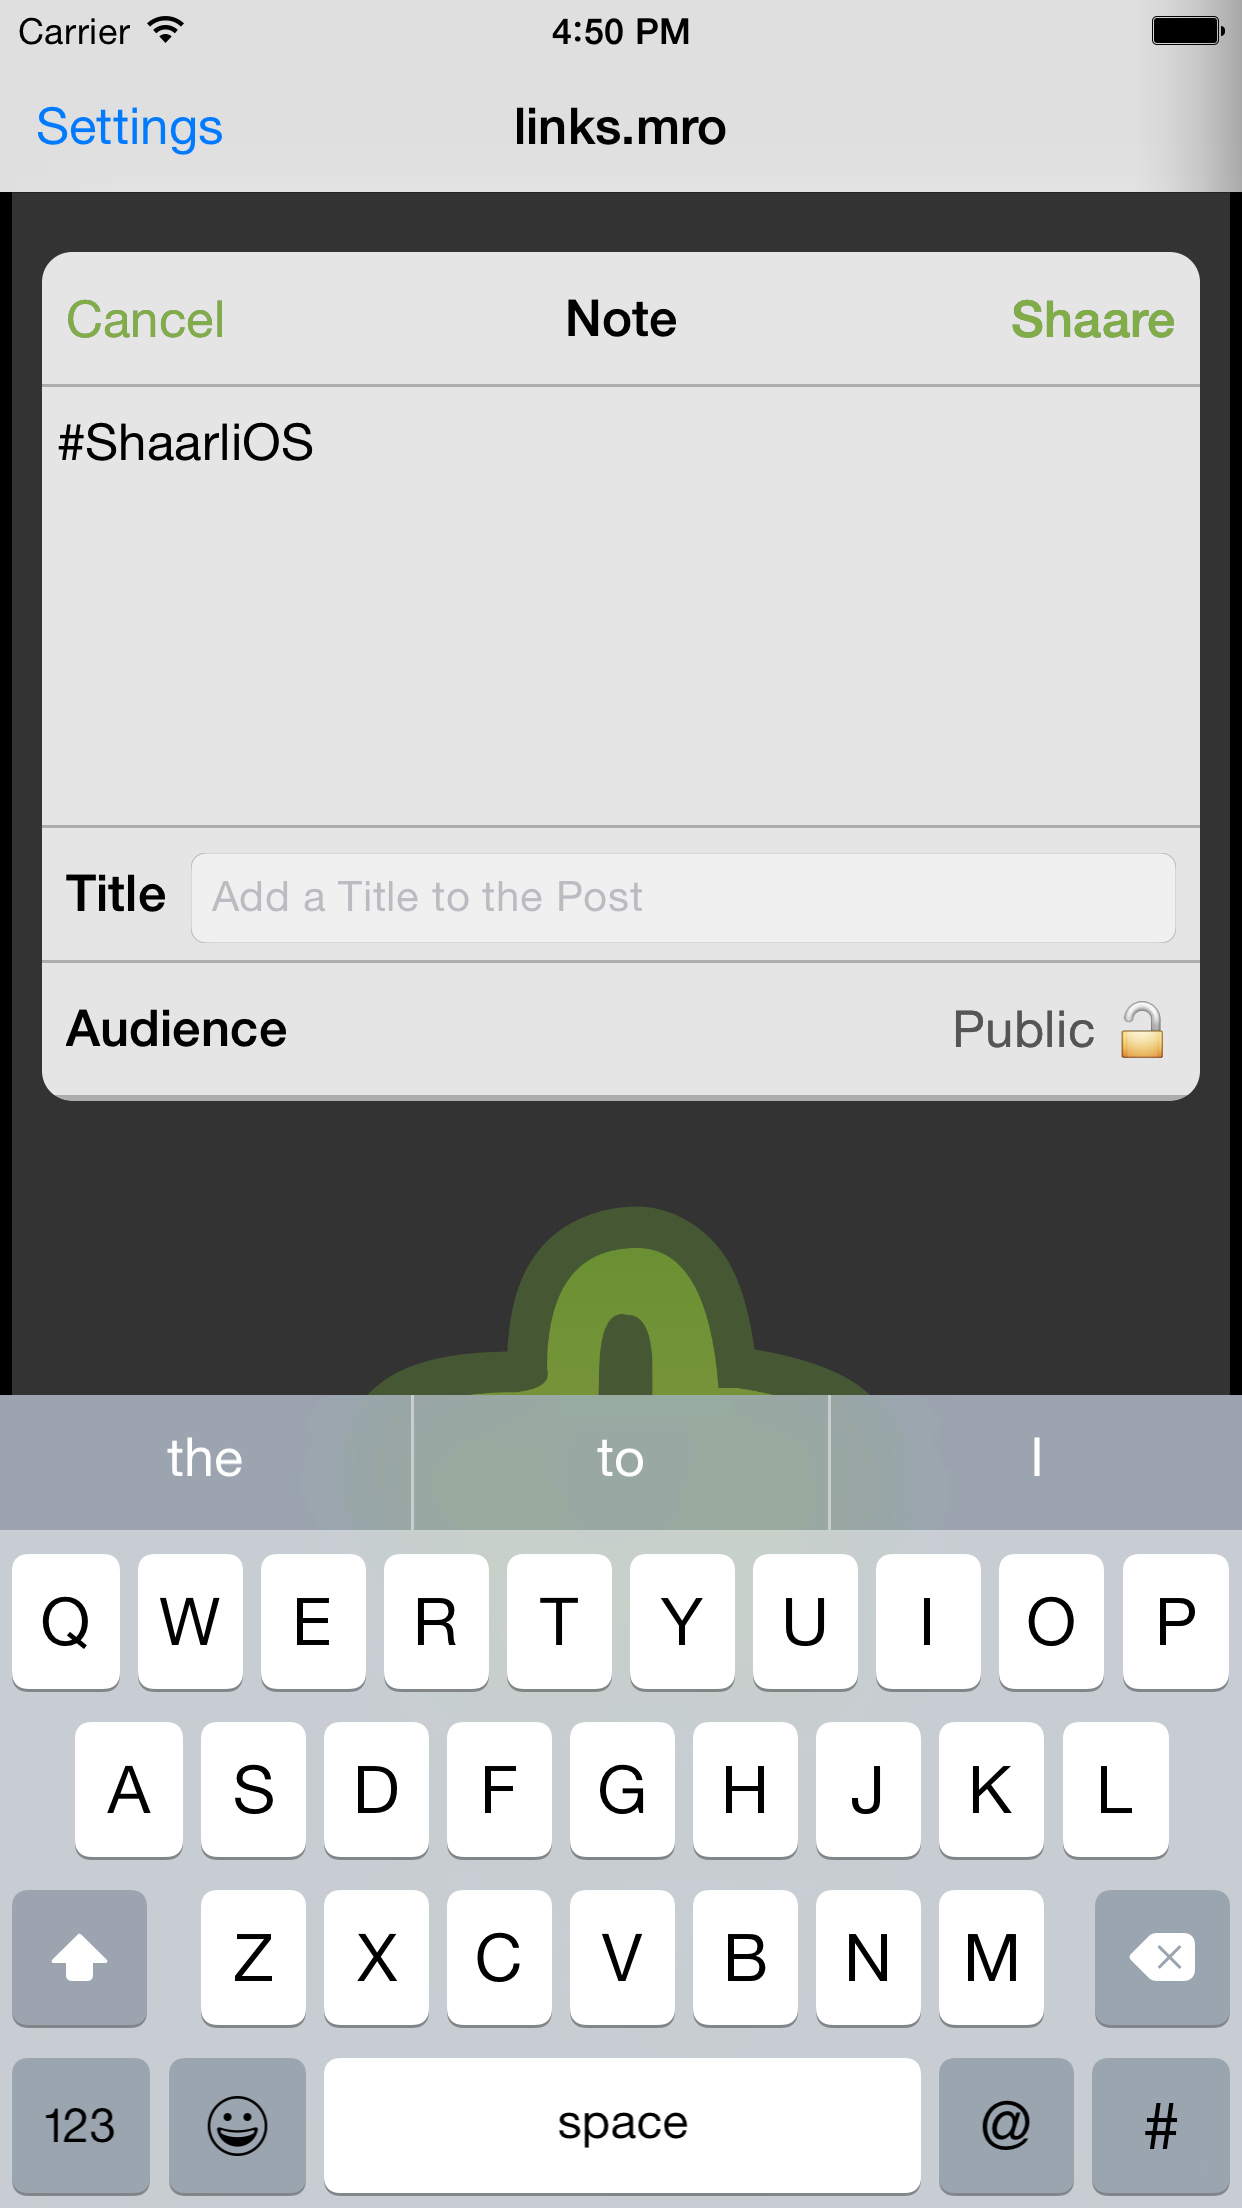 Carrier 4:50 PM
Settings links.mro
Cancel Note Shaare
#ShaarliOS
Title Add a Title to the Post
Audience Public
the to I
Q W E R T Y U I O P
A S D F G H J K L
Z X C V B N M
123 space @ #